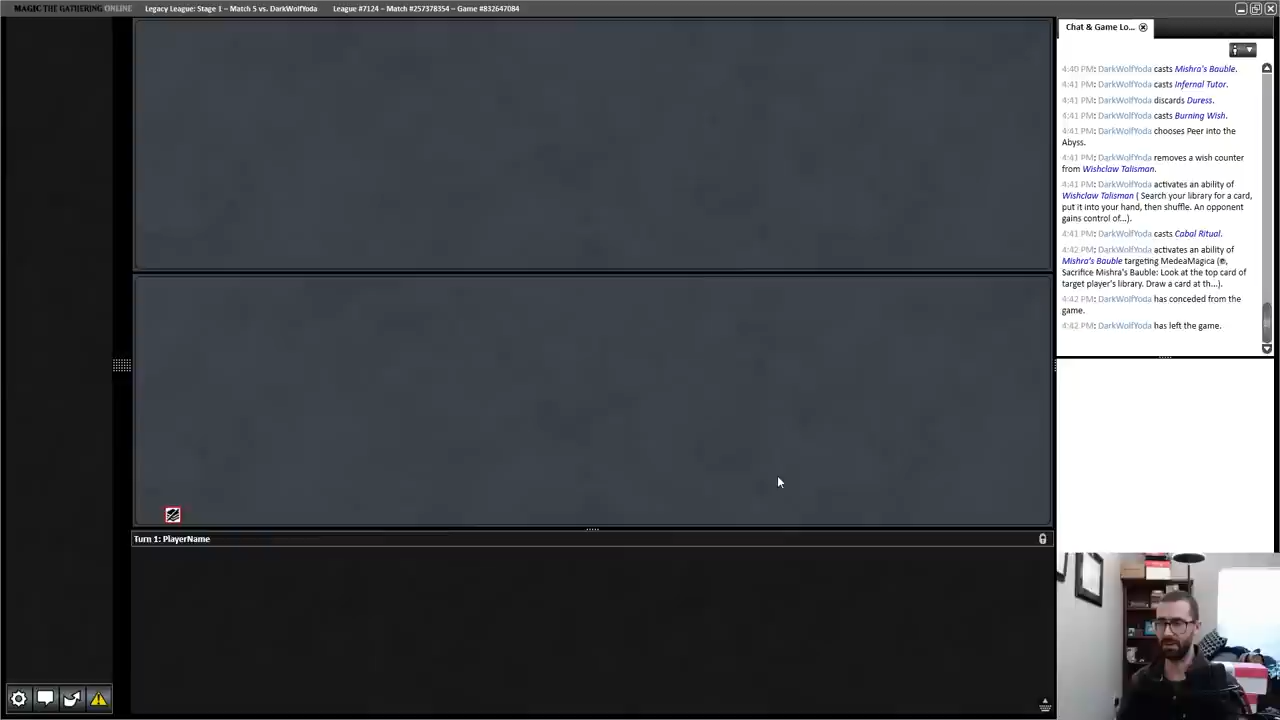 MAGIC THE GATHERING ONLINE Legacy League: Stage 1 – Match 5 vs. DarkWolfYoda League #7124 – Match #257378354 – Game #832647084
Chat & Game Lo...
4:40 PM: DarkWolfYoda casts Mishra's Bauble.
4:41 PM: DarkWolfYoda casts Infernal Tutor.
4:41 PM: DarkWolfYoda discards Duress.
4:41 PM: DarkWolfYoda casts Burning Wish.
4:41 PM: DarkWolfYoda chooses Peer into the
Abyss.
4:41 PM: DarkWolfYoda removes a wish counter
from Wishclaw Talisman.
4:41 PM: DarkWolfYoda activates an ability of
Wishclaw Talisman ( Search your library for a card,
put it into your hand, then shuffle. An opponent
gains control of...).
4:41 PM: DarkWolfYoda casts Cabal Ritual.
4:42 PM: DarkWolfYoda activates an ability of
Mishra's Bauble targeting MedeaMagica (
Sacrifice Mishra's Bauble: Look at the top card of
target player's library. Draw a card at th...).
4:42 PM: DarkWolfYoda has conceded from the
game.
4:42 PM: DarkWolfYoda has left the game.
Turn 1: PlayerName